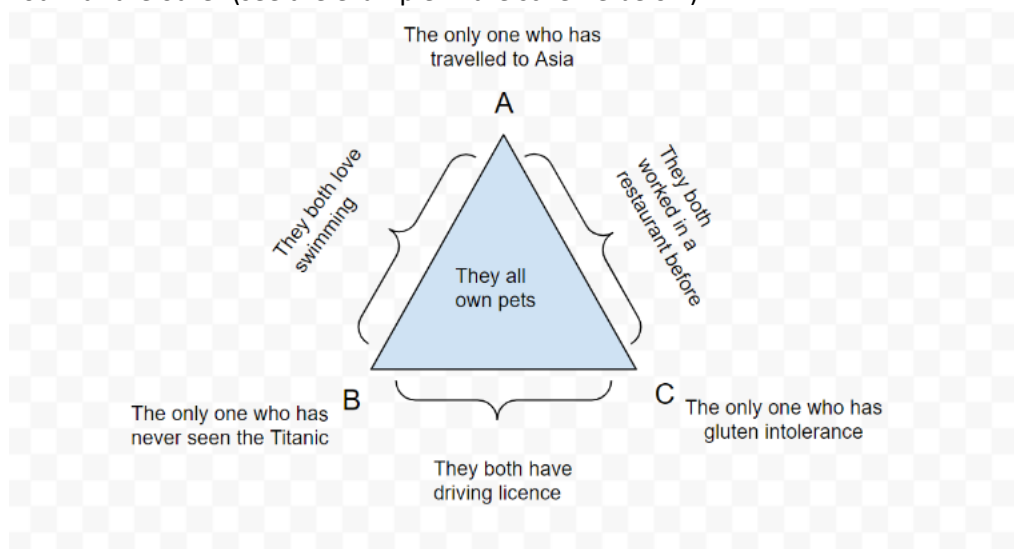 The only one who has
travelled to Asia
A
They both love
swimming
They both
worked in a
restaurant before
They all
own pets
B
C
The only one who has
never seen the Titanic
The only one who has
gluten intolerance
They both have
driving licence